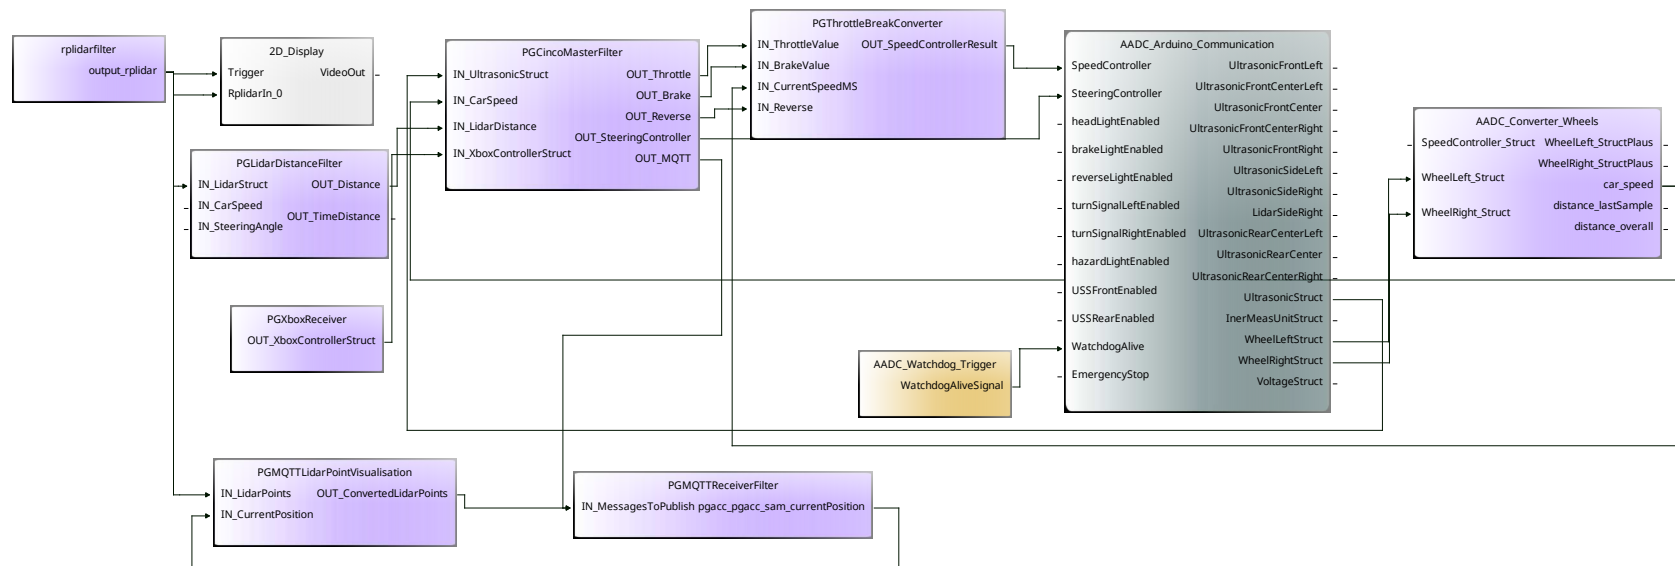 rplidarfilter
output_rplidar
2D_Display
Trigger VideoOut
RplidarIn_0
PGLidarDistanceFilter
IN_LidarStruct OUT_Distance
IN_CarSpeed
OUT_TimeDistance
IN_SteeringAngle
PGXboxReceiver
OUT_XboxControllerStruct
PGCincoMasterFilter
IN_UltrasonicStruct OUT_Throttle
OUT_Brake
IN_CarSpeed
OUT_Reverse
IN_LidarDistance
OUT_SteeringController
IN_XboxControllerStruct
OUT_MQTT
PGThrottleBreakConverter
IN_ThrottleValue OUT_SpeedControllerResult
IN_BrakeValue
IN_CurrentSpeedMS
IN_Reverse
AADC_Arduino_Communication
SpeedController UltrasonicFrontLeft
UltrasonicFrontCenterLeft
SteeringController
UltrasonicFrontCenter
headLightEnabled
UltrasonicFrontCenterRight
brakeLightEnabled UltrasonicFrontRight
UltrasonicSideLeft
reverseLightEnabled
UltrasonicSideRight
turnSignalLeftEnabled
LidarSideRight
turnSignalRightEnabled UltrasonicRearCenterLeft
UltrasonicRearCenter
hazardLightEnabled
UltrasonicRearCenterRight
USSFrontEnabled
UltrasonicStruct
USSRearEnabled InerMeasUnitStruct
WheelLeftStruct
WatchdogAlive
WheelRightStruct
EmergencyStop
VoltageStruct
AADC_Watchdog_Trigger
WatchdogAliveSignal
AADC_Converter_Wheels
SpeedController_Struct WheelLeft_StructPlaus
WheelRight_StructPlaus
WheelLeft_Struct
car_speed
distance_lastSample
WheelRight_Struct
distance_overall
PGMQTTLidarPointVisualisation
IN_LidarPoints OUT_ConvertedLidarPoints
IN_CurrentPosition
PGMQTTReceiverFilter
IN_MessagesToPublish pgacc_pgacc_sam_currentPosition